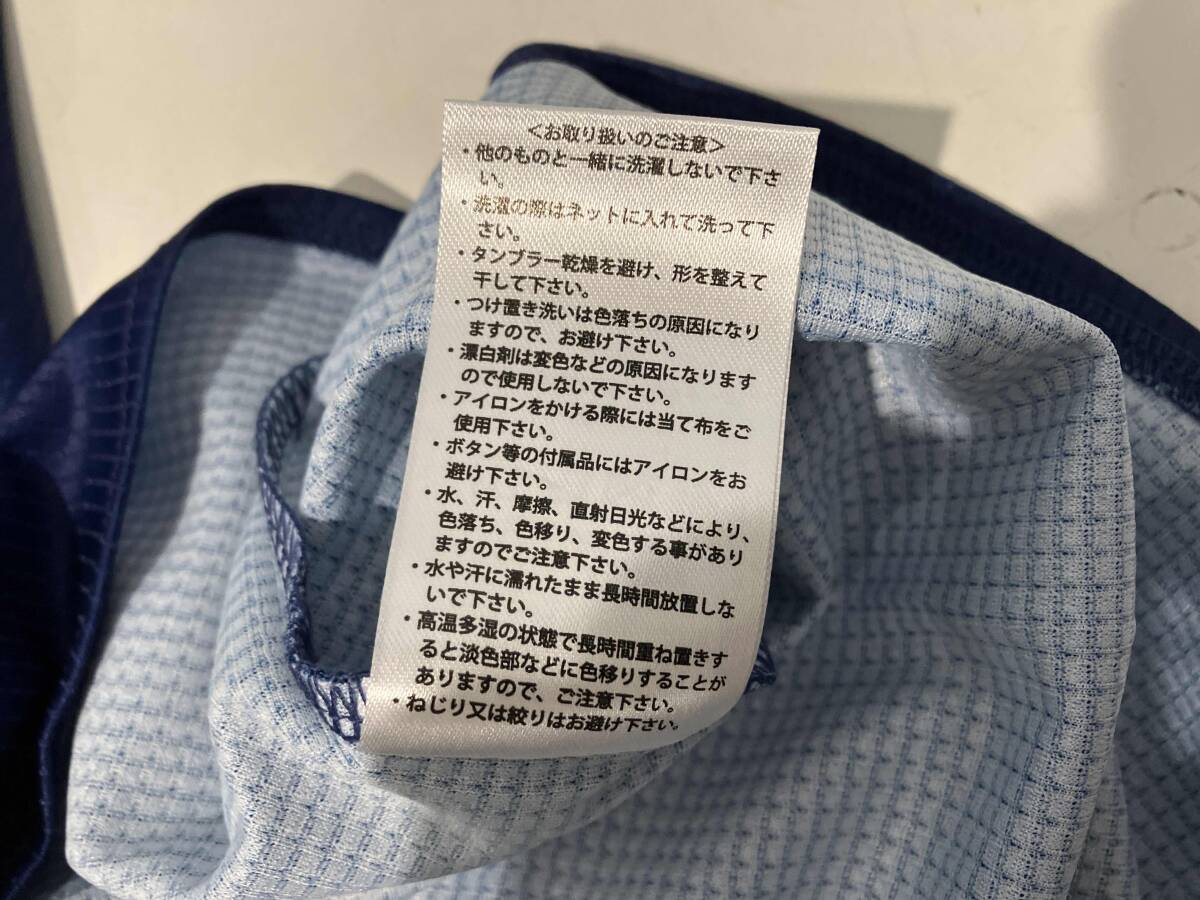 <お取り扱いのご注意>
・他のものと一緒に洗濯しないで下さ
い。
・洗濯の際はネットに入れて洗って下
さい。
・タンブラー乾燥を避け、形を整えて
干して下さい。
・つけ置き洗いは色落ちの原因になり
ますので、お避け下さい。
・漂白剤は変色などの原因になります
ので使用しないで下さい。
・アイロンをかける際には当て布をご
使用下さい。
・ボタン等の付属品にはアイロンをお
避け下さい。
・水、汗、摩擦、直射日光などにより、
色落ち、色移り、変色する事があり
ますのでご注意下さい。
・水や汗に濡れたまま長時間放置しな
いで下さい。
・高温多湿の状態で長時間重ね置きす
ると淡色部などに色移りすることが
ありますので、ご注意下さい。
・ねじり又は絞りはお避け下さい。